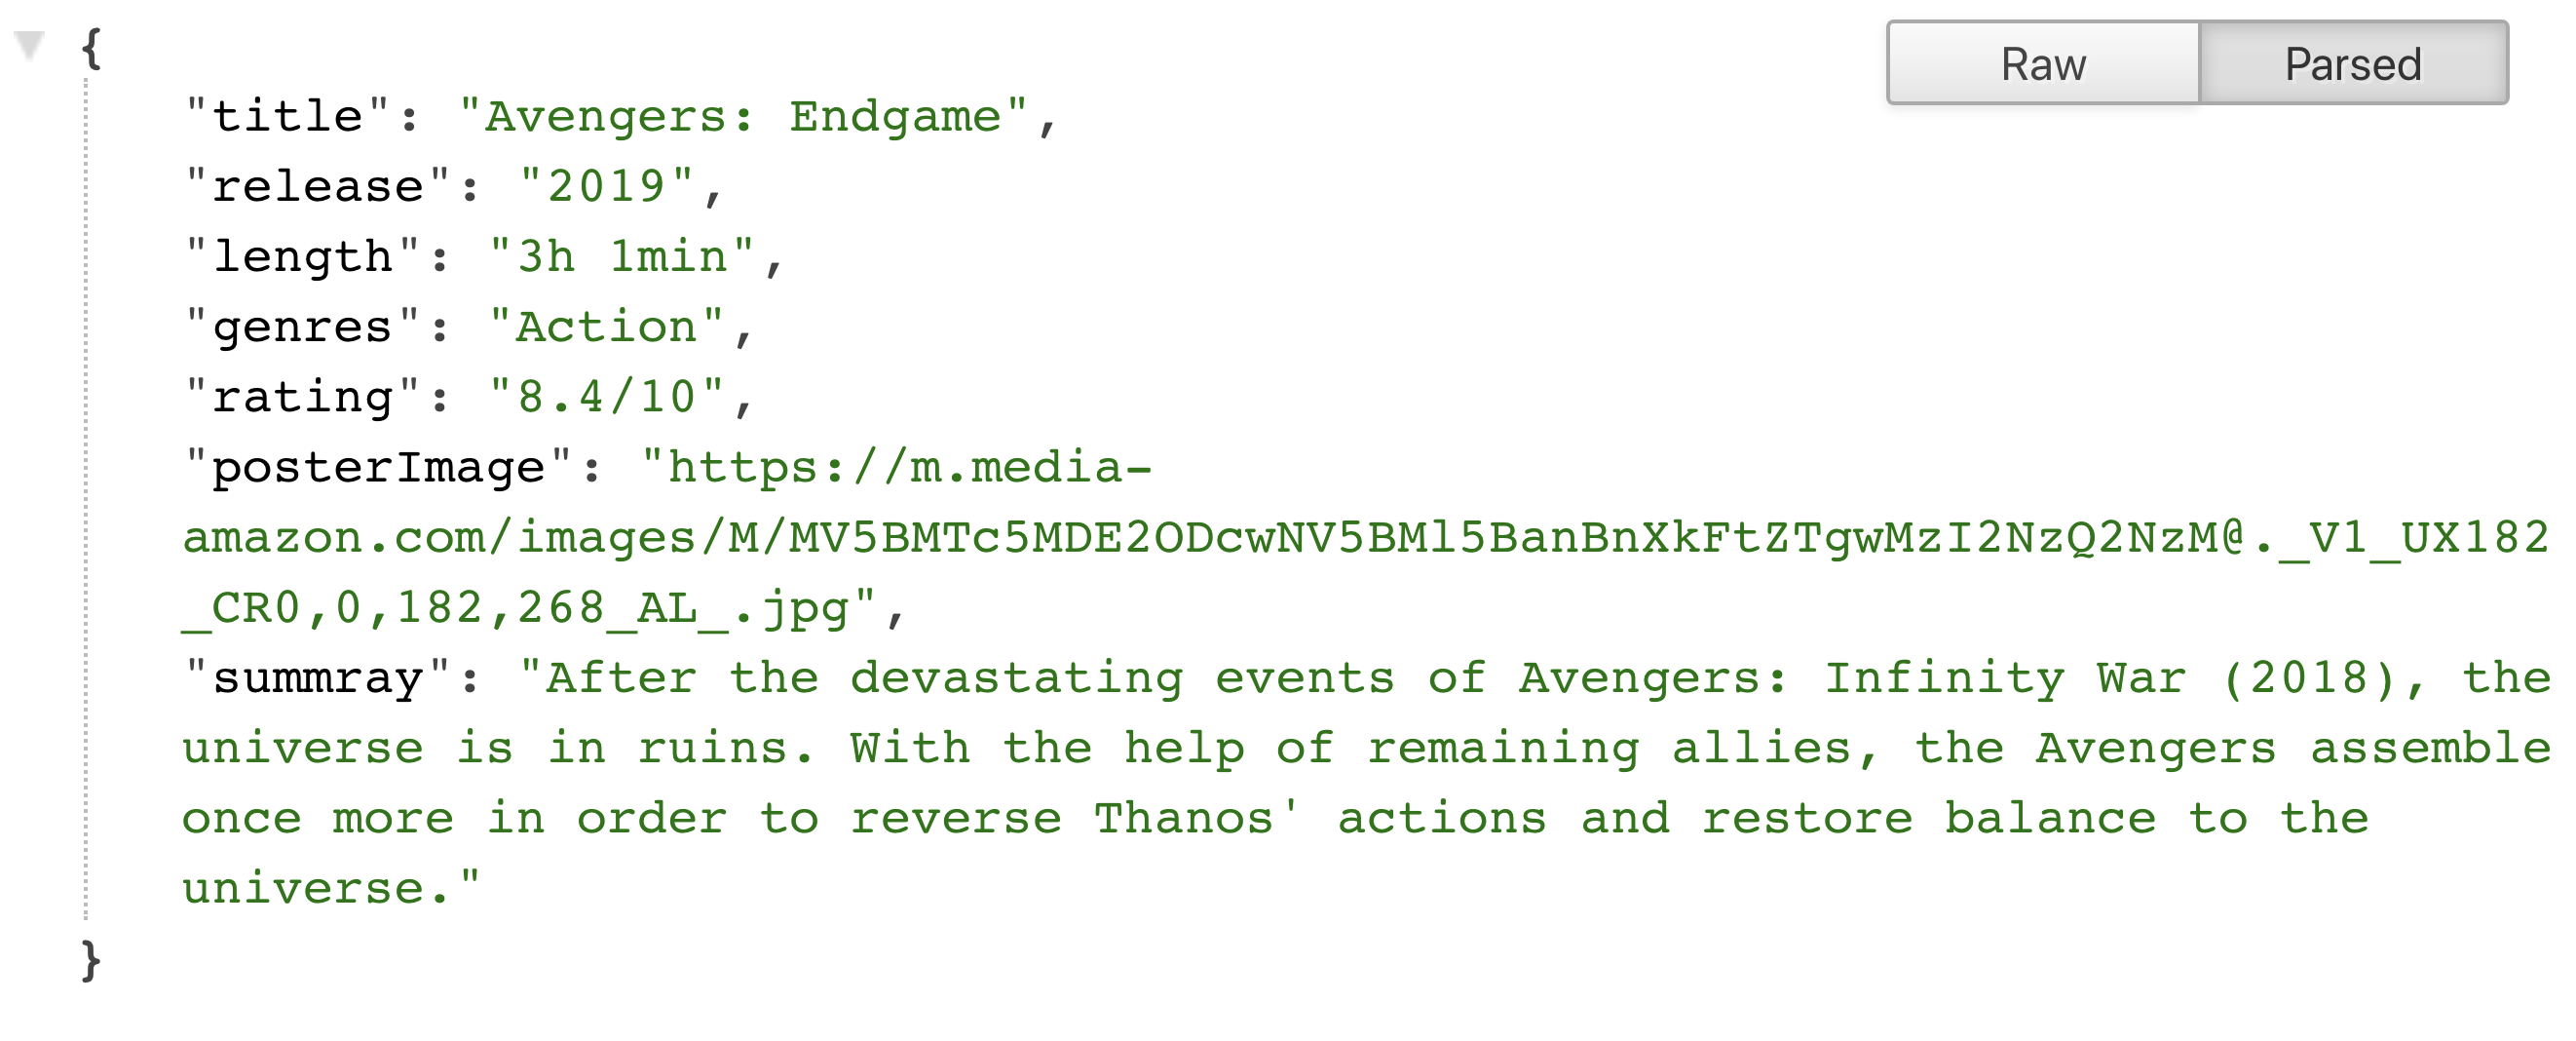 {
Raw Parsed
"title": "Avengers: Endgame",
"release": "2019",
"length": "3h 1min",
"genres": "Action",
"rating": "8.4/10",
"posterImage": "https://m.media-
amazon.com/images/M/MV5BMTc5MDE2ODcwNV5BMl5BanBnXkFtZTgwMzI2NzQ2NzM@._V1_UX182
_CR0,0,182,268_AL_.jpg",
"summray": "After the devastating events of Avengers: Infinity War (2018), the
universe is in ruins. With the help of remaining allies, the Avengers assemble
once more in order to reverse Thanos' actions and restore balance to the
universe."
}